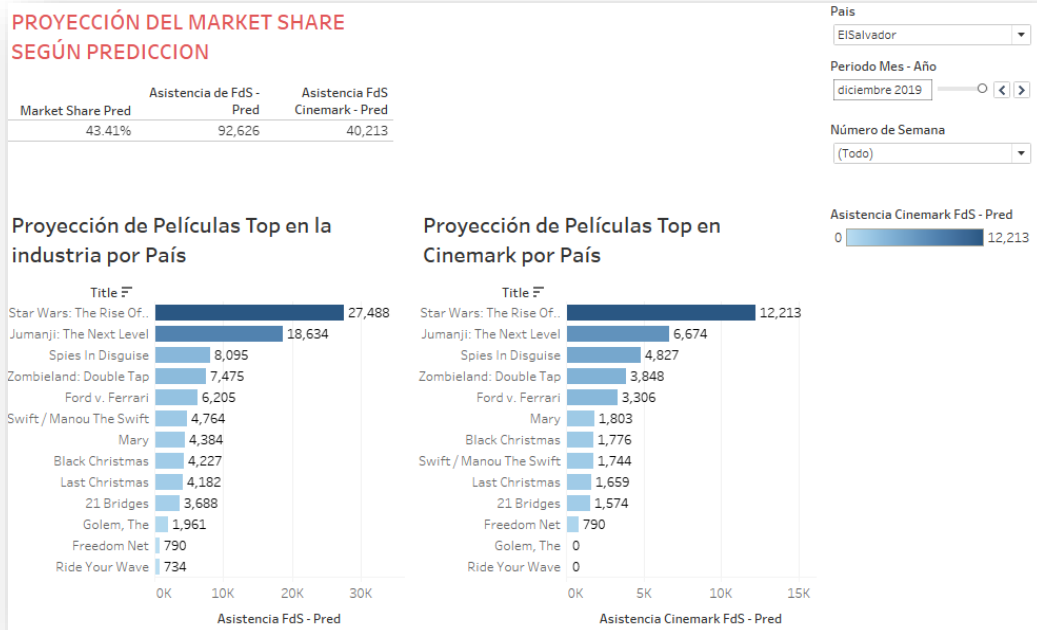 PROYECCIÓN DEL MARKET SHARE
SEGÚN PREDICCION
Market Share Pred
Asistencia de FdS -
Pred
Asistencia FdS
Cinemark - Pred
43.41%
92,626
40,213
Pais
ElSalvador
Periodo Mes - Año
diciembre 2019
Número de Semana
(Todo)
Asistencia Cinemark FdS - Pred
0
12,213
Proyección de Películas Top en la
industria por País
Title
Star Wars: The Rise Of.. 27,488
Jumanji: The Next Level 18,634
Spies In Disguise 8,095
Zombieland: Double Tap 7,475
Ford v. Ferrari 6,205
Swift / Manou The Swift 4,764
Mary 4,384
Black Christmas 4,227
Last Christmas 4,182
21 Bridges 3,688
Golem, The 1,961
Freedom Net 790
Ride Your Wave 734
0K 10K 20K 30K
Asistencia FdS - Pred
Proyección de Películas Top en
Cinemark por País
Title
Star Wars: The Rise Of.. 12,213
Jumanji: The Next Level 6,674
Spies In Disguise 4,827
Zombieland: Double Tap 3,848
Ford v. Ferrari 3,306
Mary 1,803
Black Christmas 1,776
Swift / Manou The Swift 1,744
Last Christmas 1,659
21 Bridges 1,574
Freedom Net 790
Golem, The 0
Ride Your Wave 0
0K 5K 10K 15K
Asistencia Cinemark FdS - Pred